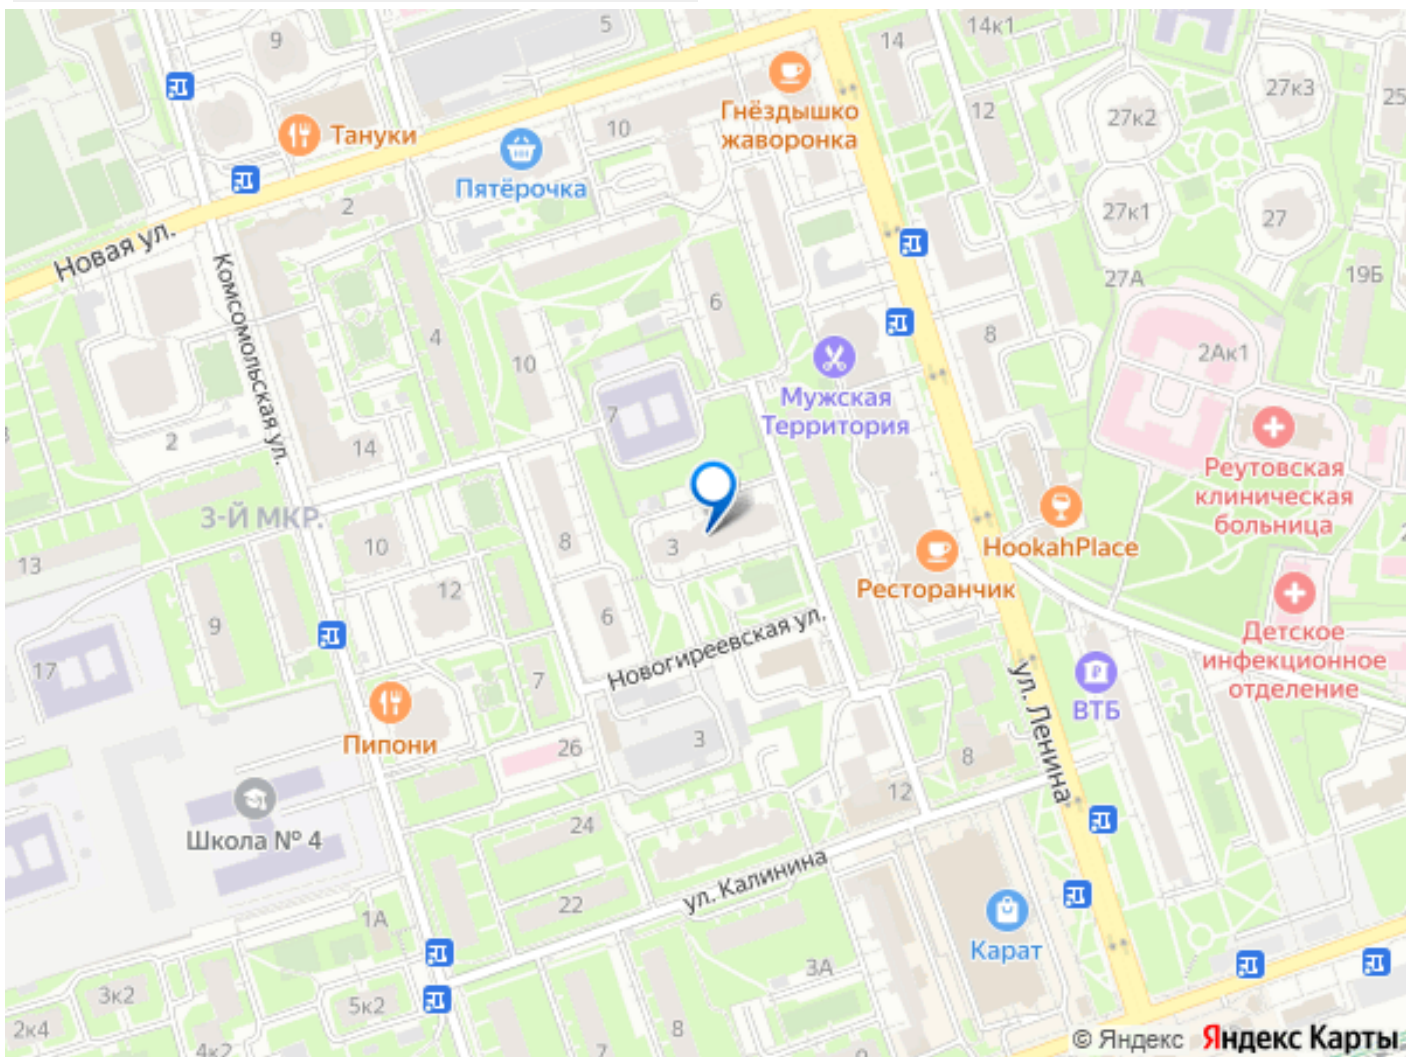 9
5
14
14к1
27к3
25
Гнёздышко
жаворонка
12
27к2
Тануки
10
Пятёрочка
2
27к1
27
Новая ул.
Комсомольская ул.
27А
19Б
6
4
8
10
2Ак1
Мужская
Территория
7
2
14
Реутовская
клиническая
больница
3-Й МКР.
10
8
3
HookahPlace
13
Ресторанчик
12
6
9
Новогиреевская ул.
Детское
инфекционное
отделение
17
7
ул. Ленина
ВТБ
Пипони
26
3
8
12
Школа № 4
24
ул. Калинина
22
1А
Карат
3А
3к2
5к2
2к4
4к2
7
8
© Яндекс Яндекс Карты